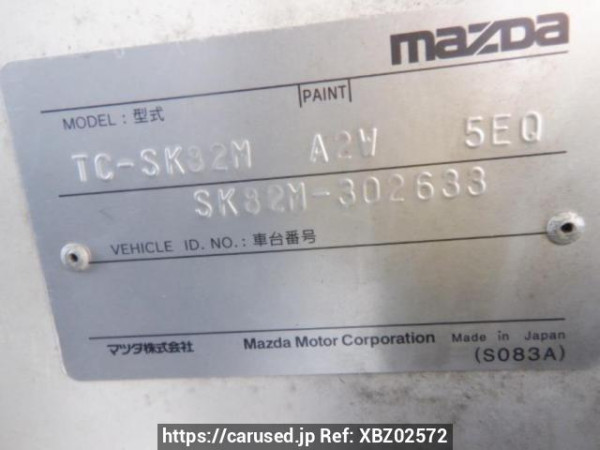 mazda
PAINT
MODEL : 型式
TC-SK82M A2W 5EQ
SK82M-302633
VEHICLE ID. NO. : 車台番号
マツダ株式会社 Mazda Motor Corporation Made in Japan
(S083A)
https://carused.jp Ref: XBZ02572